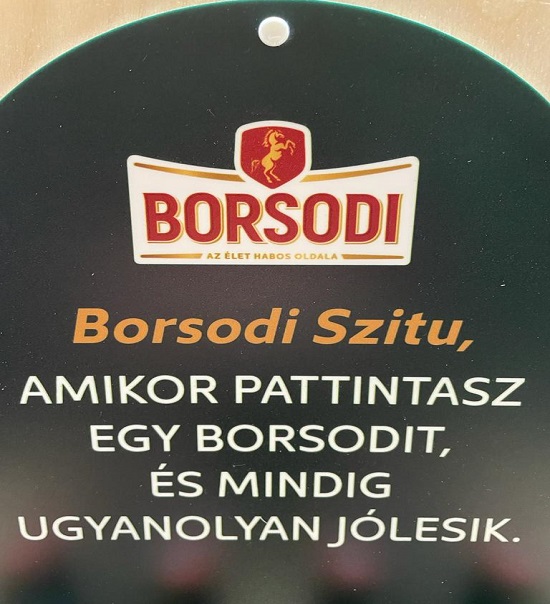 BORSODI
AZ ÉLET HABOS OLDALA
Borsodi Szitu,
AMIKOR PATTINTASZ
EGY BORSODIT,
ÉS MINDIG
UGYANOLYAN JÓLESIK.